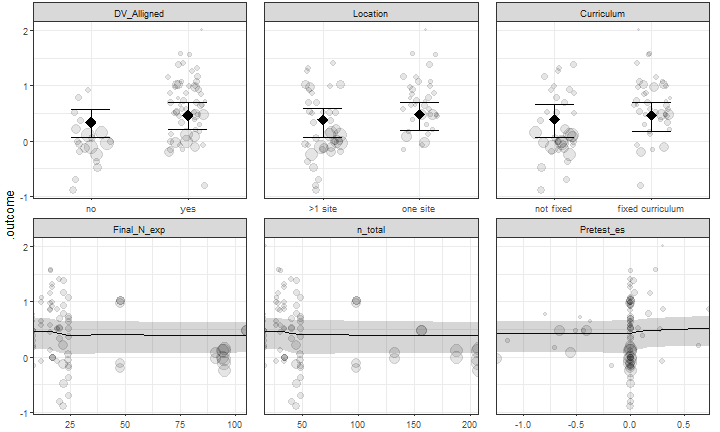 DV_Alligned Location Curriculum
2
1
0
-1
no yes >1 site one site not fixed fixed curriculum
.outcome
Final_N_exp n_total Pretest_es
2
1
0
-1
25 50 75 100 50 100 150 200 -1.0 -0.5 0.0 0.5